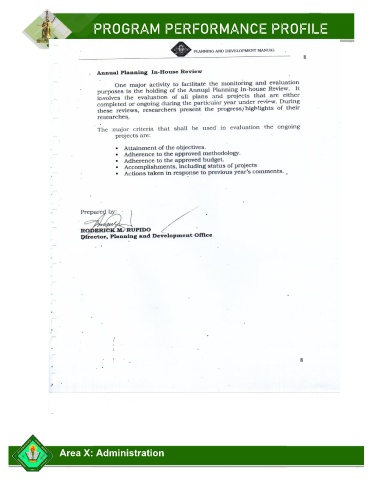 PROGRAM PERFORMANCE PROFILE
PLANNING AND DEVELOPMENT MANUAL
8
Annual Planning In-House Review
One major activity to facilitate the monitoring and evaluation
purposes is the holding of the Annual Planning In-house Review. It
involves the evaluation of all plans and projects that are either
completed or ongoing during the particular year under review. During
these reviews, researchers present the progress/highlights of their
researches.
The major criteria that shall be used in evaluation the ongoing
projects are:
• Attainment of the objectives.
• Adherence to the approved methodology.
• Adherence to the approved budget.
• Accomplishments, including status of projects
• Actions taken in response to previous year's comments.
Prepared by:
RODERICK M. RUPIDO
Director, Planning and Development Office
8
Area X: Administration